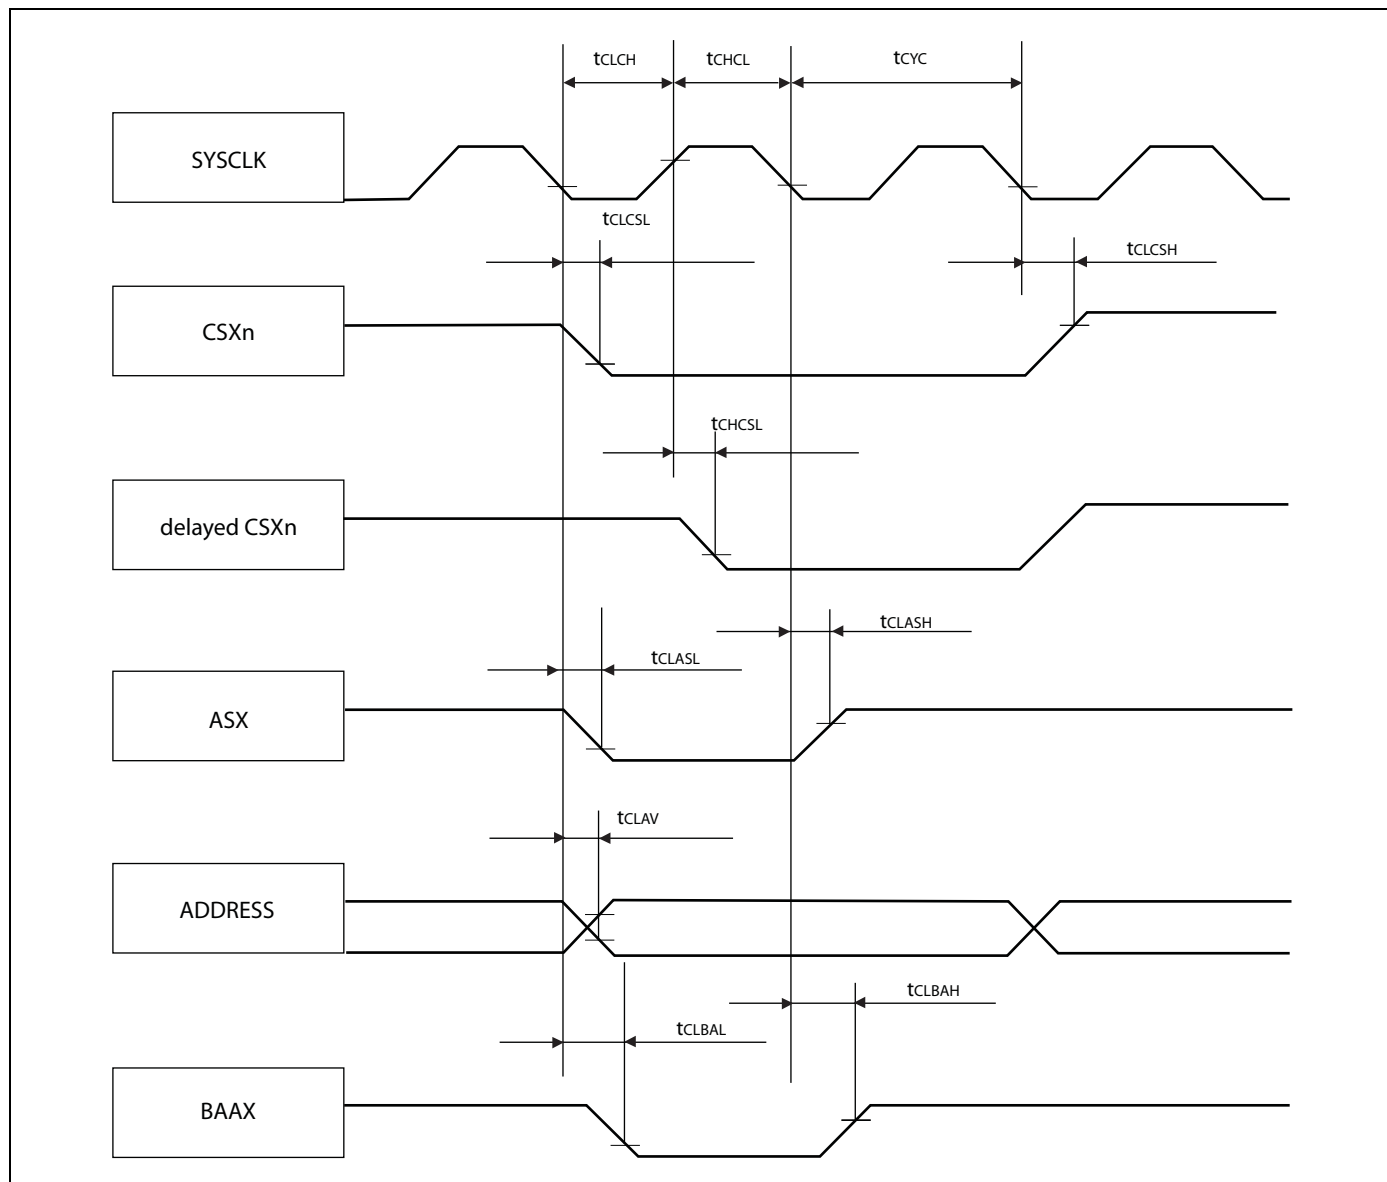 tCLCH
tCHCL
tCYC
SYSCLK
tCLCSL
tCLCSH
CSXn
tCHCSL
delayed CSXn
tCLASH
tCLASL
ASX
tCLAV
ADDRESS
tCLBAH
tCLBAL
BAAX